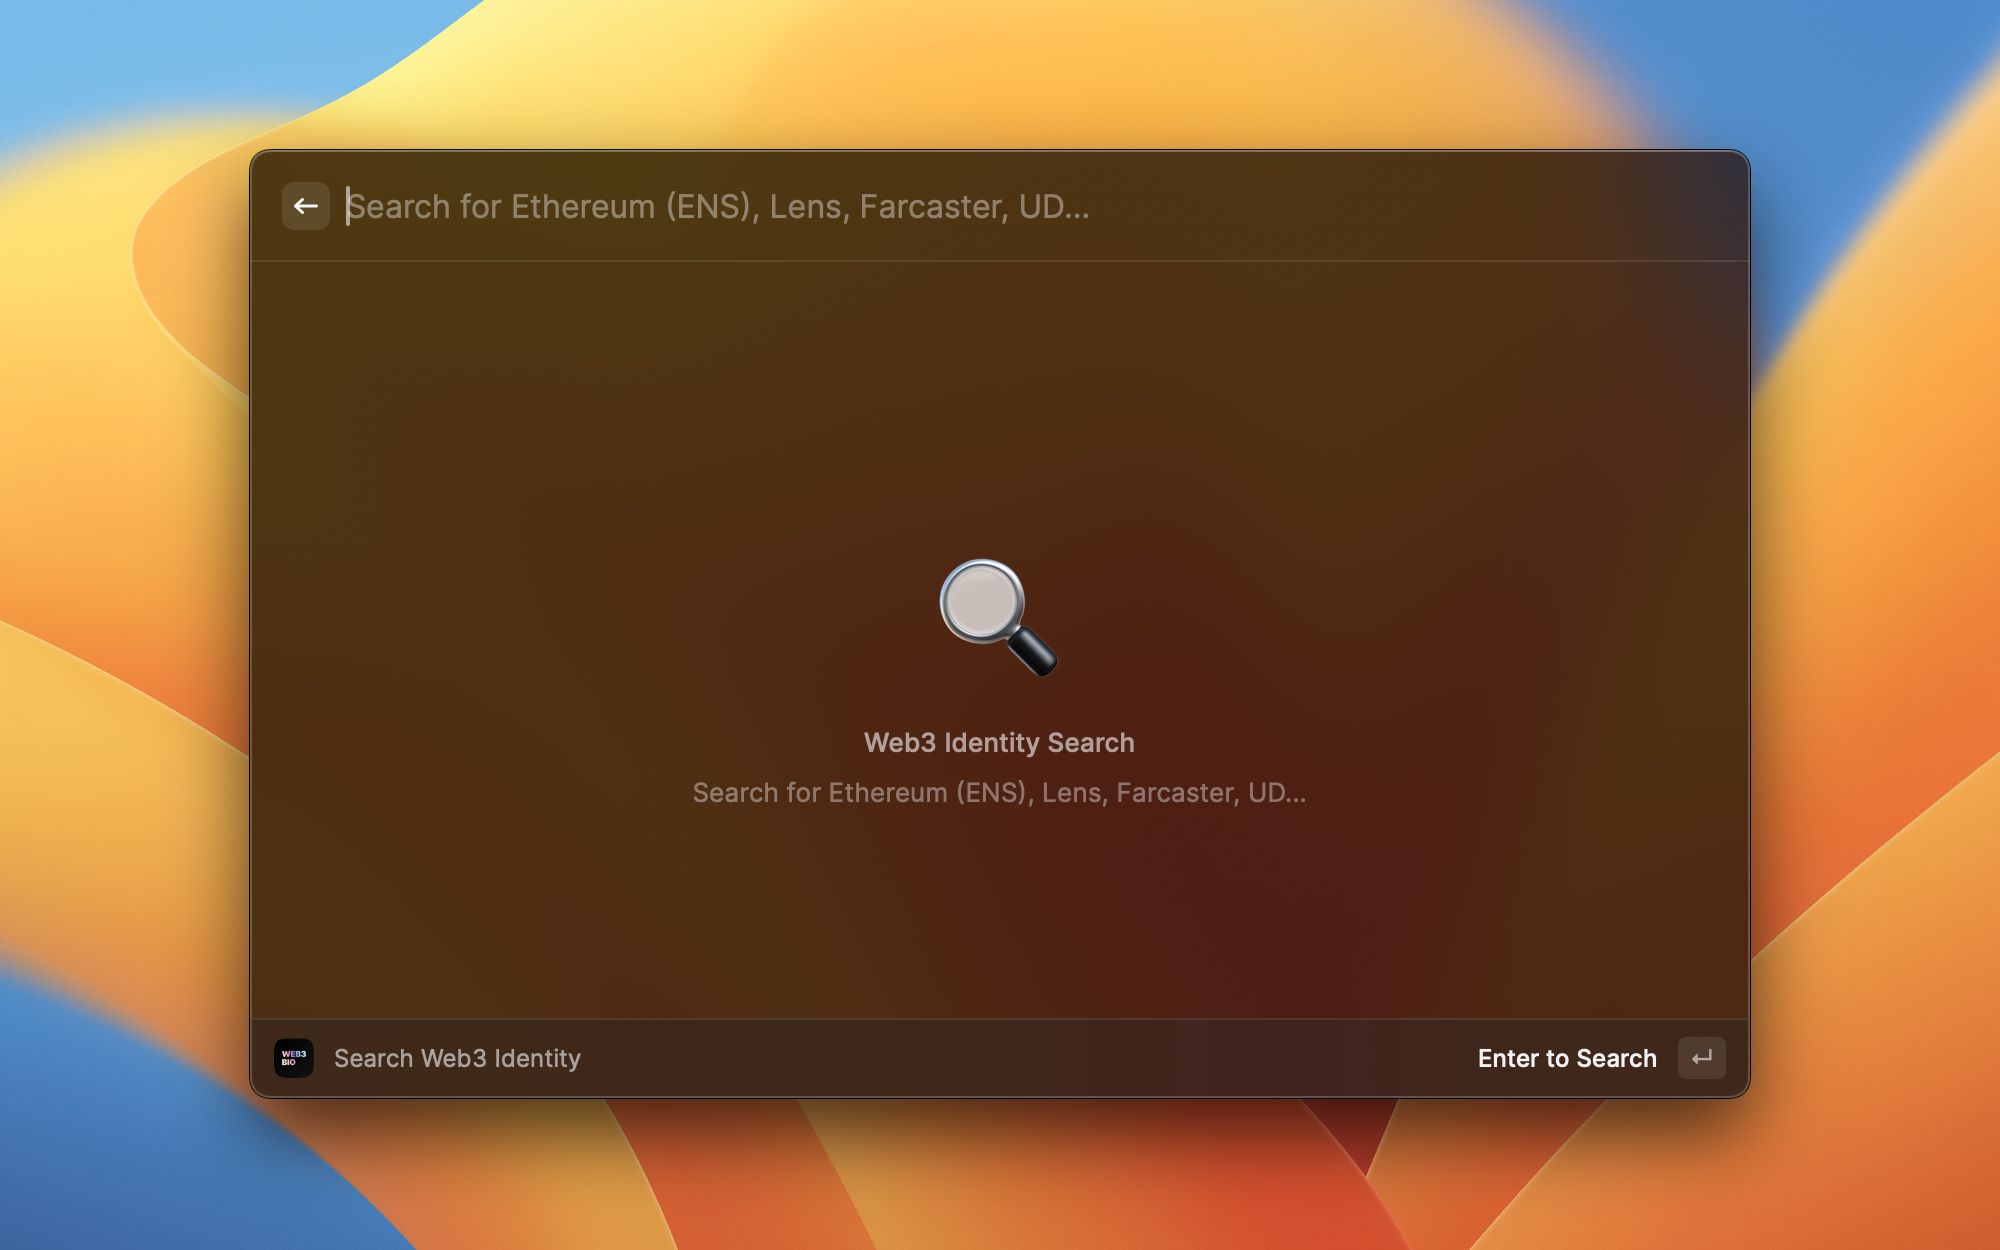 Search for Ethereum (ENS), Lens, Farcaster, UD...
Web3 Identity Search
Search for Ethereum (ENS), Lens, Farcaster, UD...
WEB3
BIO
Search Web3 Identity
Enter to Search